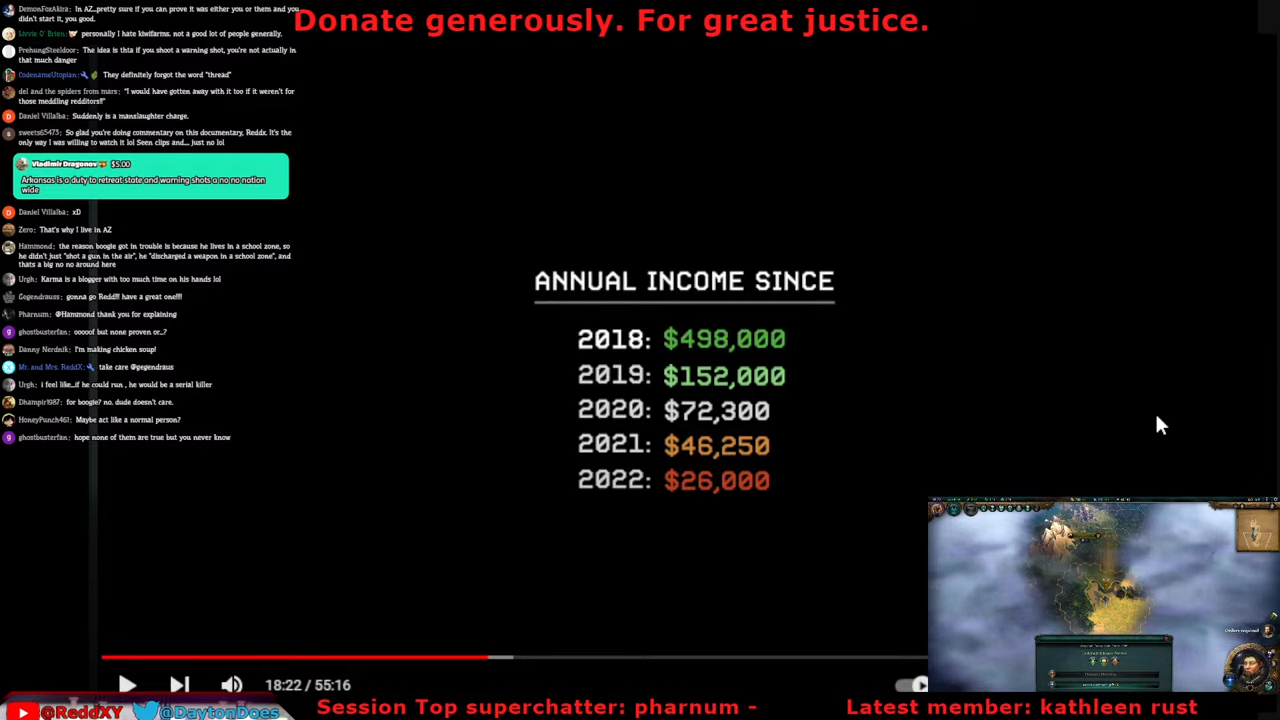 Donate generously. For great justice.
DemonFoxAkira: In AZ..pretty sure if you can prove it was either you or them and you
didn't start it, you good.
Livvie O' Brien: personally I hate kiwifarms. not a good lot of people generally.
PrehungSteeldoor: The idea is thta if you shoot a warning shot, you're not actually in
that much danger
CodenameUtopian: They definitely forgot the word "thread"
del and the spiders from mars: "I would have gotten away with it too if it weren't for
those meddling redditors!!"
Daniel Villalba: Suddenly is a manslaughter charge.
sweets65473: So glad you're doing commentary on this documentary, Reddx. It's the
only way I was willing to watch it lol Seen clips and.... just no lol
Vladimir Dragonov $5.00
Arkansas is a duty to retreat state and warning shots a no no nation
wide
Daniel Villalba: xD
Zero: That's why I live in AZ
Hammond: the reason boogie got in trouble is because he lives in a school zone, so
he didn't just "shot a gun in the air", he "discharged a weapon in a school zone", and
thats a big no no around here
Urgh: Karma is a blogger with too much time on his hands lol
Gegendrauss: gonna go Redd!!! have a great one!!!!
Pharnum: @Hammond thank you for explaining
ghostbusterfan: ooooof but none proven or...?
Danny Nerdnik: I'm making chicken soup!
Mr. and Mrs. ReddX: take care @gegendraus
Urgh: i feel like...if he could run , he would be a serial killer
Dhampir1987: for boogie? no. dude doesn't care.
HoneyPunch461: Maybe act like a normal person?
ghostbusterfan: hope none of them are true but you never know
ANNUAL INCOME SINCE
2018: $498,000
2019: $152,000
2020: $72,300
2021: $46,250
2022: $26,000
18:22 / 55:16
@ReddXY
@DaytonDoes
Session Top superchatter: pharnum -
Latest member: kathleen rust